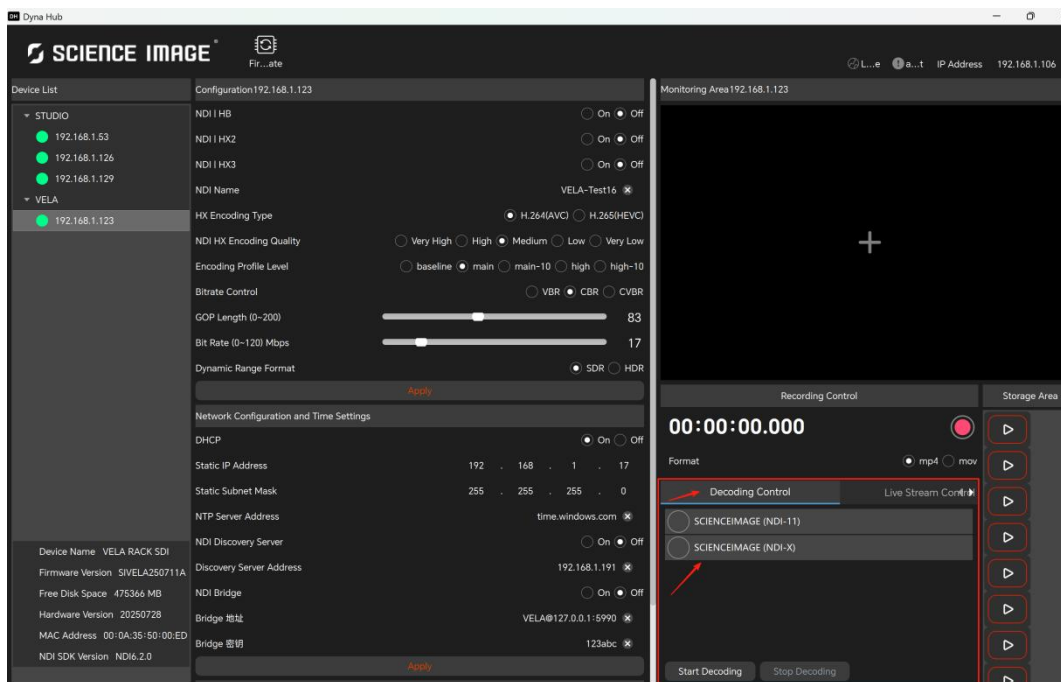 DH Dyna Hub
SCIENCE IMAGE
Fir...ate
L...e a...t IP Address 192.168.1.106
Device List
STUDIO
192.168.1.53
192.168.1.126
192.168.1.129
VELA
192.168.1.123
Device Name VELA RACK SDI
Firmware Version SIVELA250711A
Free Disk Space 475366 MB
Hardware Version 20250728
MAC Address 00:0A:35:50:00:ED
NDI SDK Version NDI6.2.0
Configuration192.168.1.123
NDI | HB On Off
NDI | HX2 On Off
NDI | HX3 On Off
NDI Name VELA-Test16
HX Encoding Type H.264(AVC) H.265(HEVC)
NDI HX Encoding Quality Very High High Medium Low Very Low
Encoding Profile Level baseline main main-10 high high-10
Bitrate Control VBR CBR CVBR
GOP Length (0~200) 83
Bit Rate (0~120) Mbps 17
Dynamic Range Format SDR HDR
Apply
Network Configuration and Time Settings
DHCP On Off
Static IP Address 192 . 168 . 1 . 17
Static Subnet Mask 255 . 255 . 255 . 0
NTP Server Address time.windows.com
NDI Discovery Server On Off
Discovery Server Address 192.168.1.191
NDI Bridge On Off
Bridge 地址 VELA@127.0.0.1:5990
Bridge 密钥 123abc
Apply
Monitoring Area192.168.1.123
Recording Control
00:00:00.000
Format mp4 mov
Decoding Control Live Stream Control
SCIENCEIMAGE (NDI-11)
SCIENCEIMAGE (NDI-X)
Start Decoding Stop Decoding
Storage Area